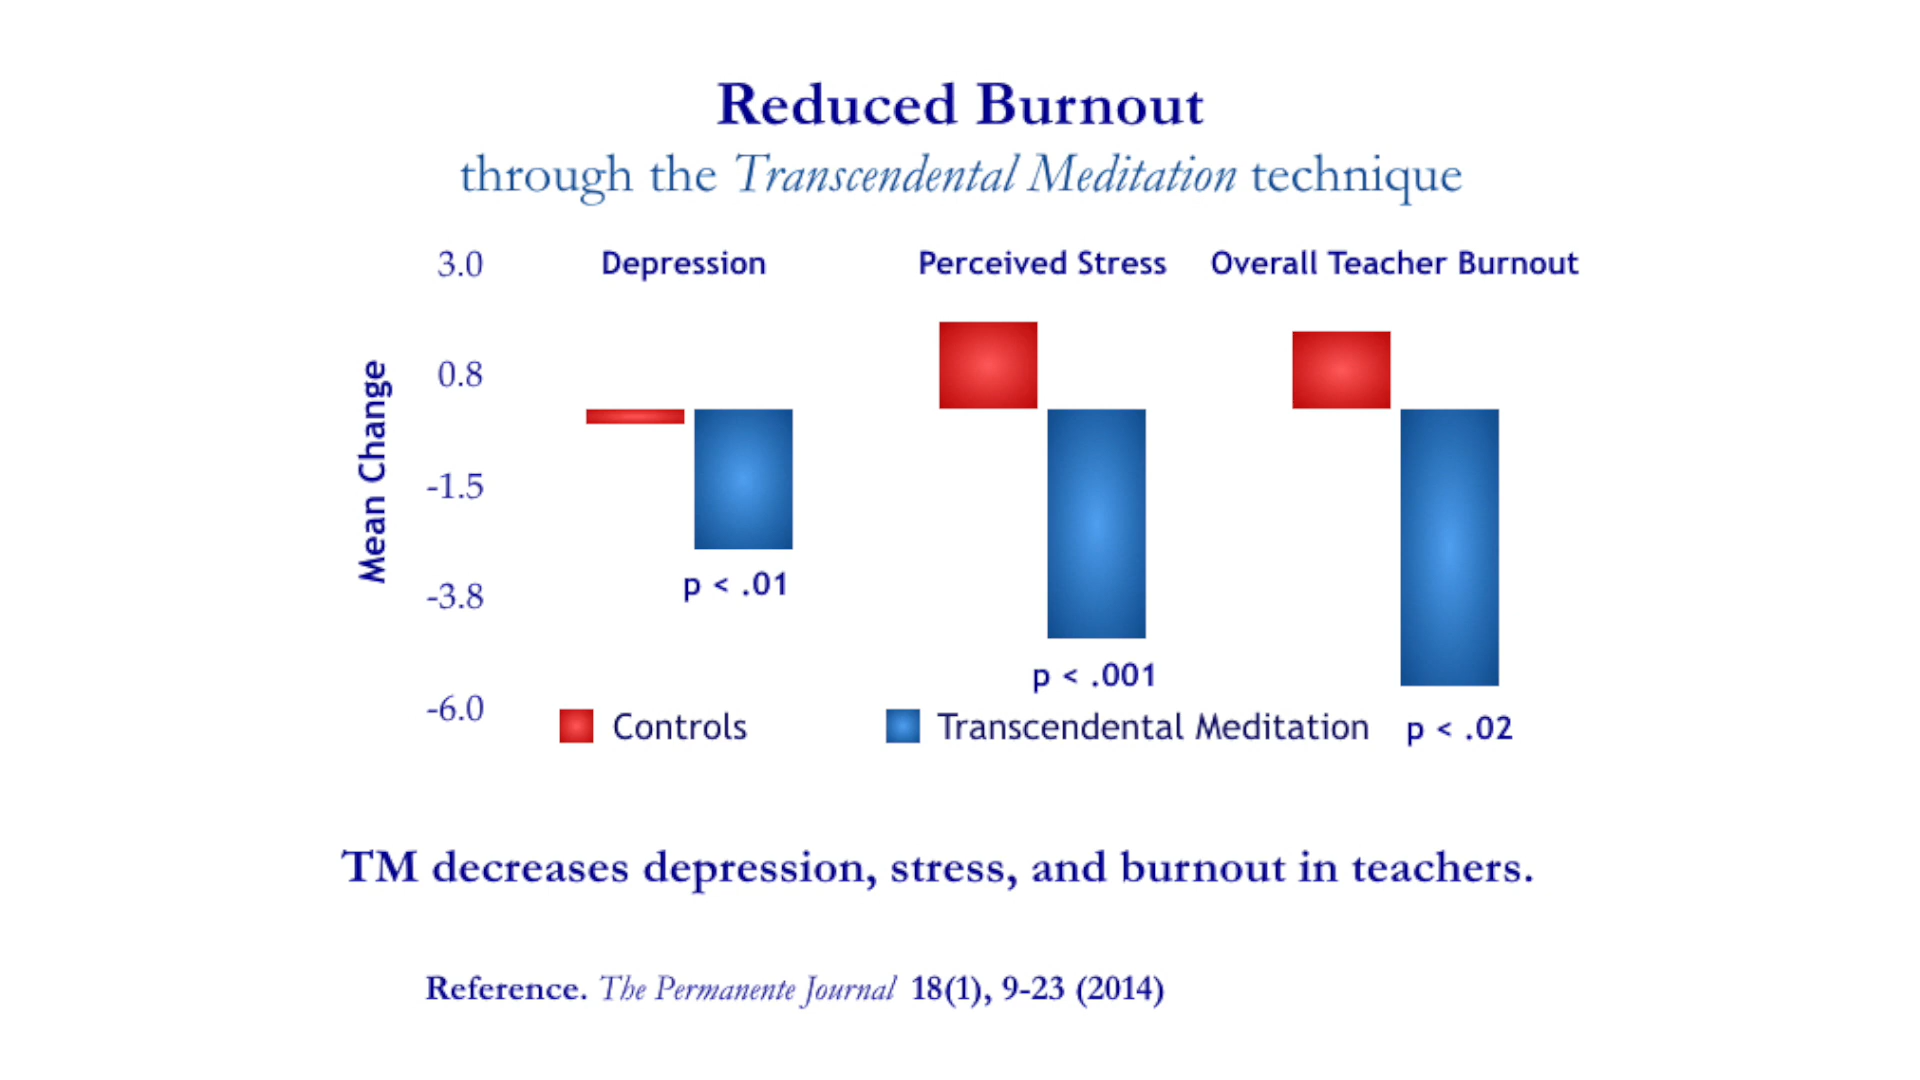 Reduced Burnout
through the Transcendental Meditation technique
3.0
Depression
Perceived Stress
Overall Teacher Burnout
Mean Change
0.8
-1.5
-3.8
-6.0
p < .01
p < .001
p < .02
Controls
Transcendental Meditation
TM decreases depression, stress, and burnout in teachers.
Reference. The Permanente Journal 18(1), 9-23 (2014)